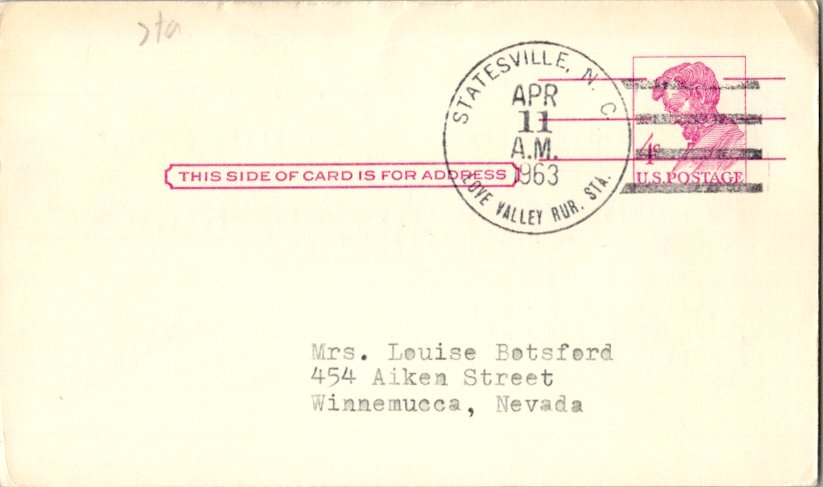 sta
STATESVILLE, N. C.
APR
11
A.M.
1963
LOVE VALLEY RUR. STA.
4¢
U.S. POSTAGE
THIS SIDE OF CARD IS FOR ADDRESS
Mrs. Louise Botsford
454 Aiken Street
Winnemucca, Nevada